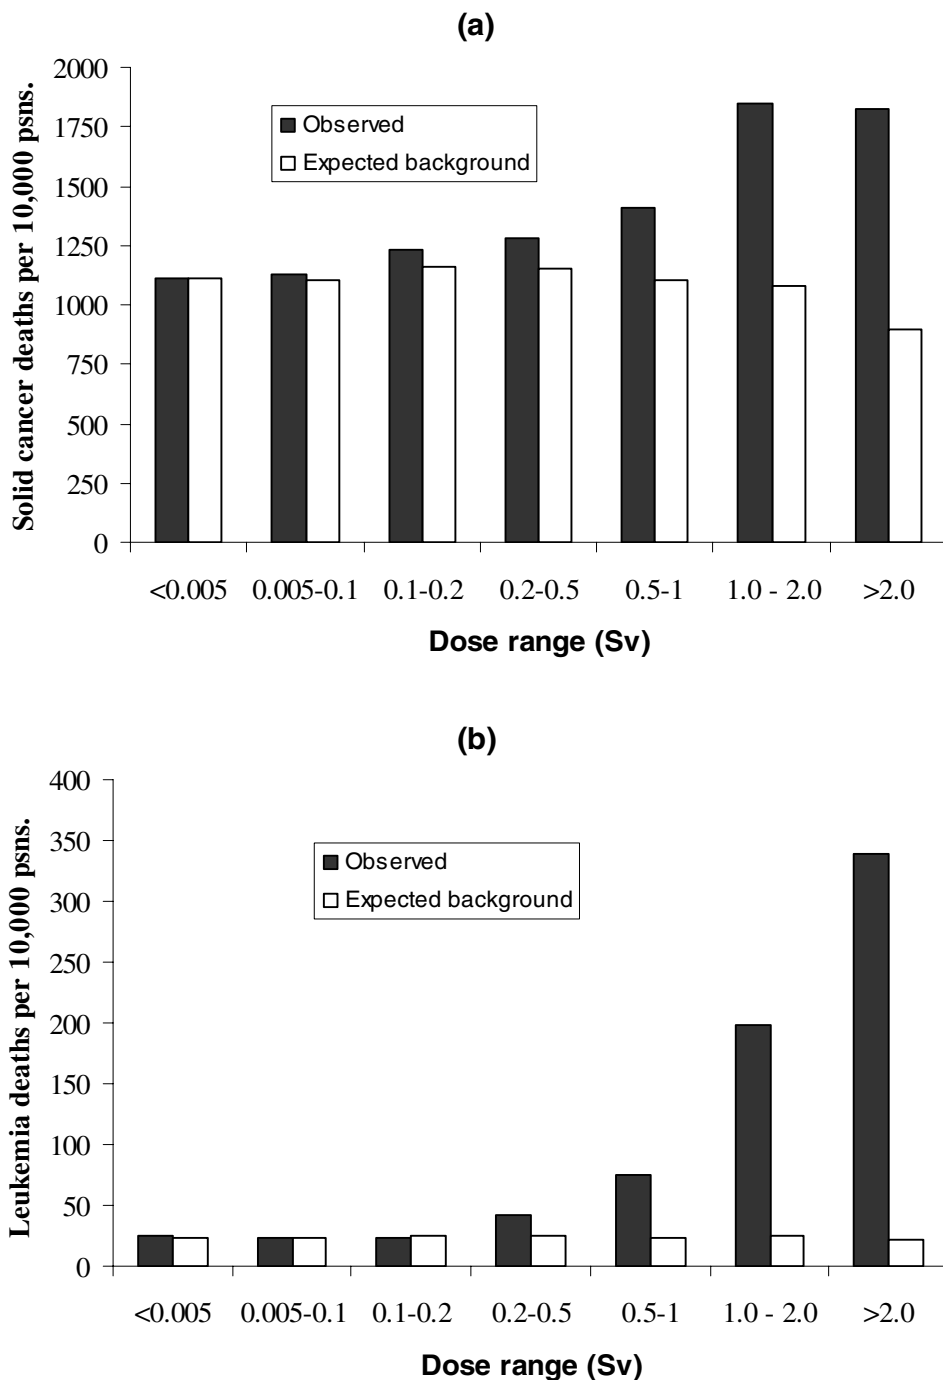 (a)
Solid cancer deaths per 10,000 psns.
2000
1750
1500
1250
1000
750
500
250
0
Observed
Expected background
<0.005 0.005-0.1 0.1-0.2 0.2-0.5 0.5-1 1.0 - 2.0 >2.0
Dose range (Sv)
(b)
Leukemia deaths per 10,000 psns.
400
350
300
250
200
150
100
50
0
Observed
Expected background
<0.005 0.005-0.1 0.1-0.2 0.2-0.5 0.5-1 1.0 - 2.0 >2.0
Dose range (Sv)